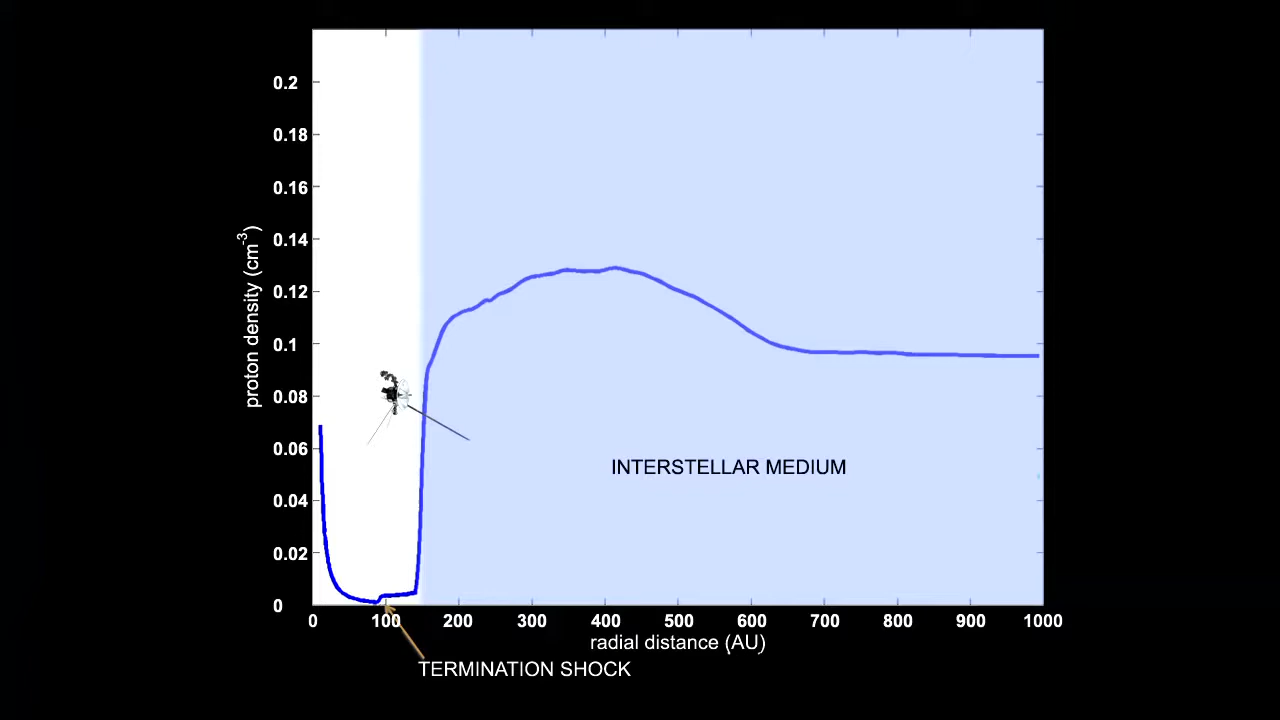 0.2
0.18
0.16
0.14
0.12
0.1
0.08
0.06
0.04
0.02
0
proton density (cm⁻³)
INTERSTELLAR MEDIUM
0 100 200 300 400 500 600 700 800 900 1000
radial distance (AU)
TERMINATION SHOCK